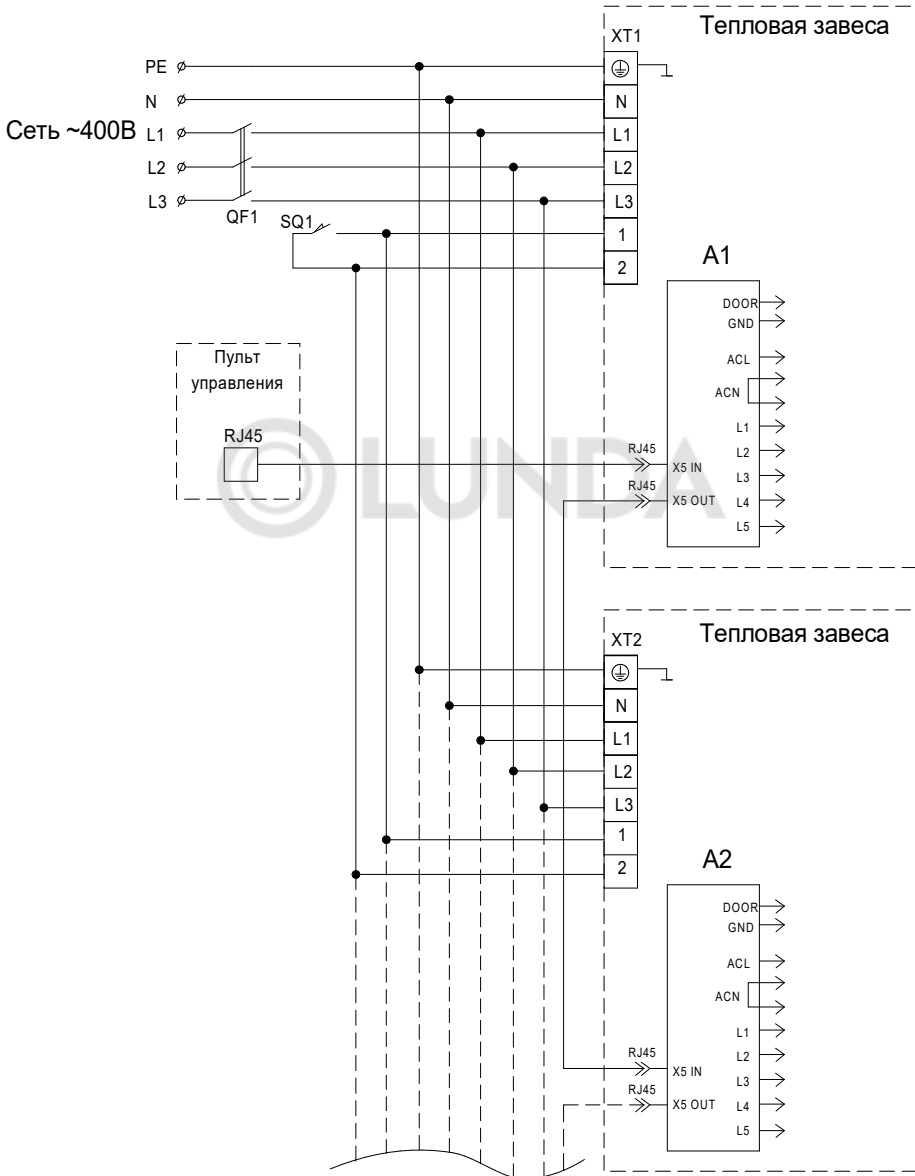 Тепловая завеса
XT1
PE
N
Сеть ~400В
L1
L2
L3
QF1
SQ1
N
L1
L2
L3
1
2
A1
DOOR
GND
ACL
ACN
L1
L2
L3
L4
L5
RJ45
X5 IN
RJ45
X5 OUT
Пульт
управления
RJ45
LUNDA
Тепловая завеса
XT2
N
L1
L2
L3
1
2
A2
DOOR
GND
ACL
ACN
L1
L2
L3
L4
L5
RJ45
X5 IN
RJ45
X5 OUT